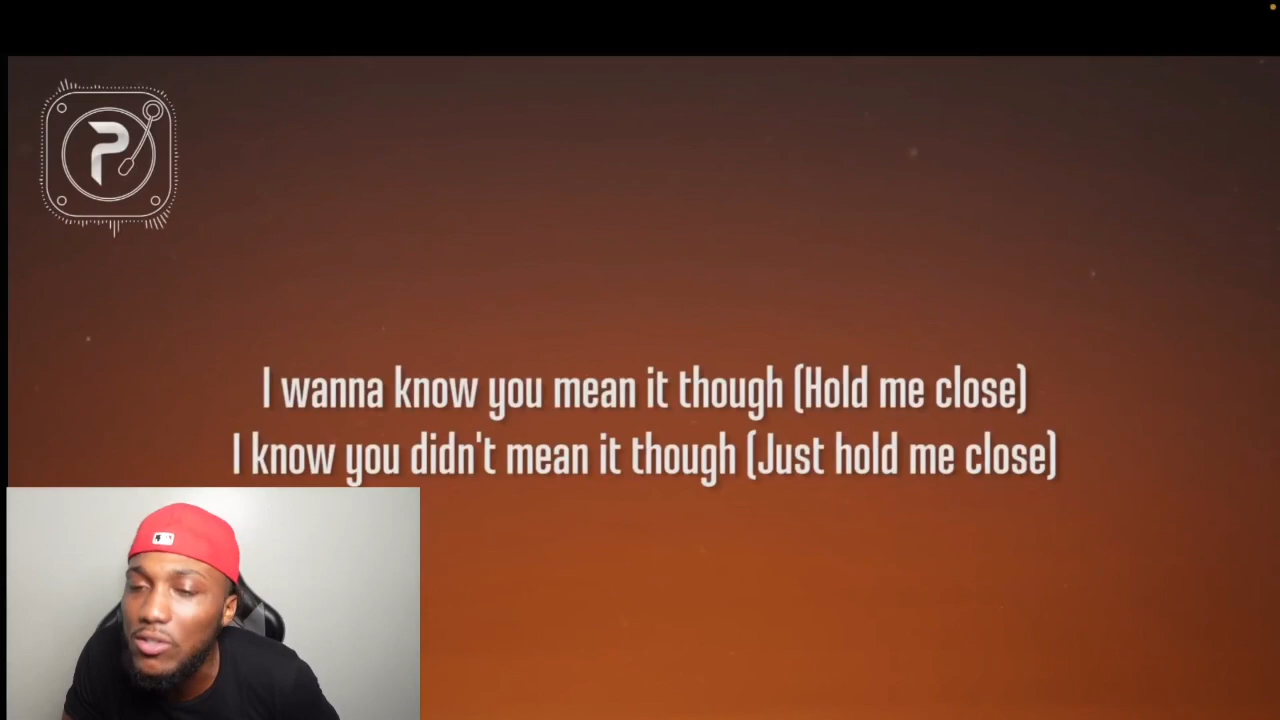 P
I wanna know you mean it though (Hold me close)
I know you didn't mean it though (Just hold me close)